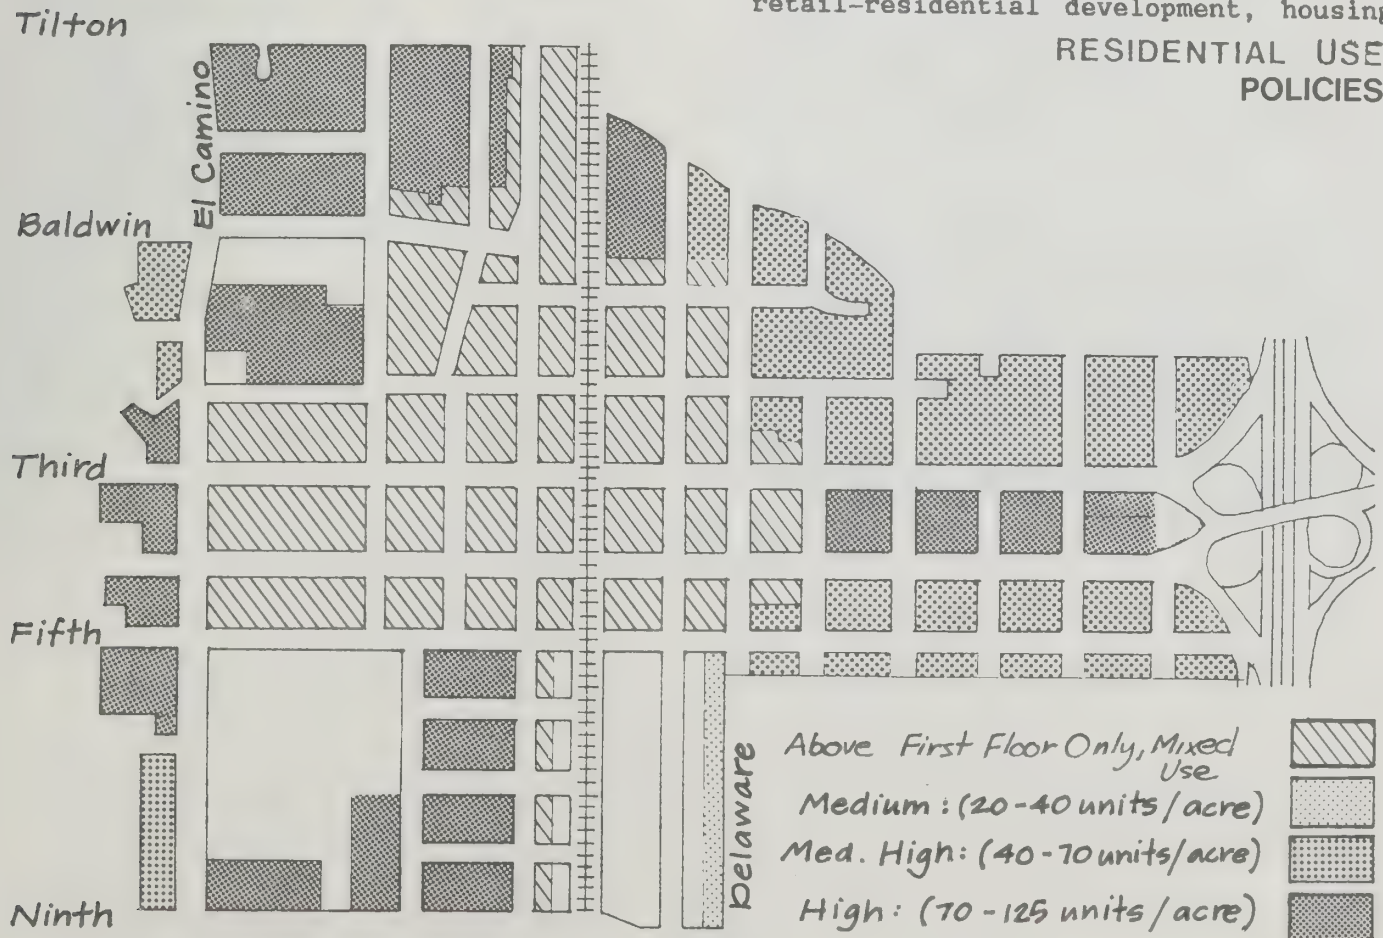 retail-residential development, housing
RESIDENTIAL USE
POLICIES
Tilton
El Camino
Baldwin
Third
Fifth
Ninth
Delaware
Above First Floor Only, Mixed
Use
Medium: (20-40 units/acre)
Med. High: (40-70 units/acre)
High: (70-125 units/acre)